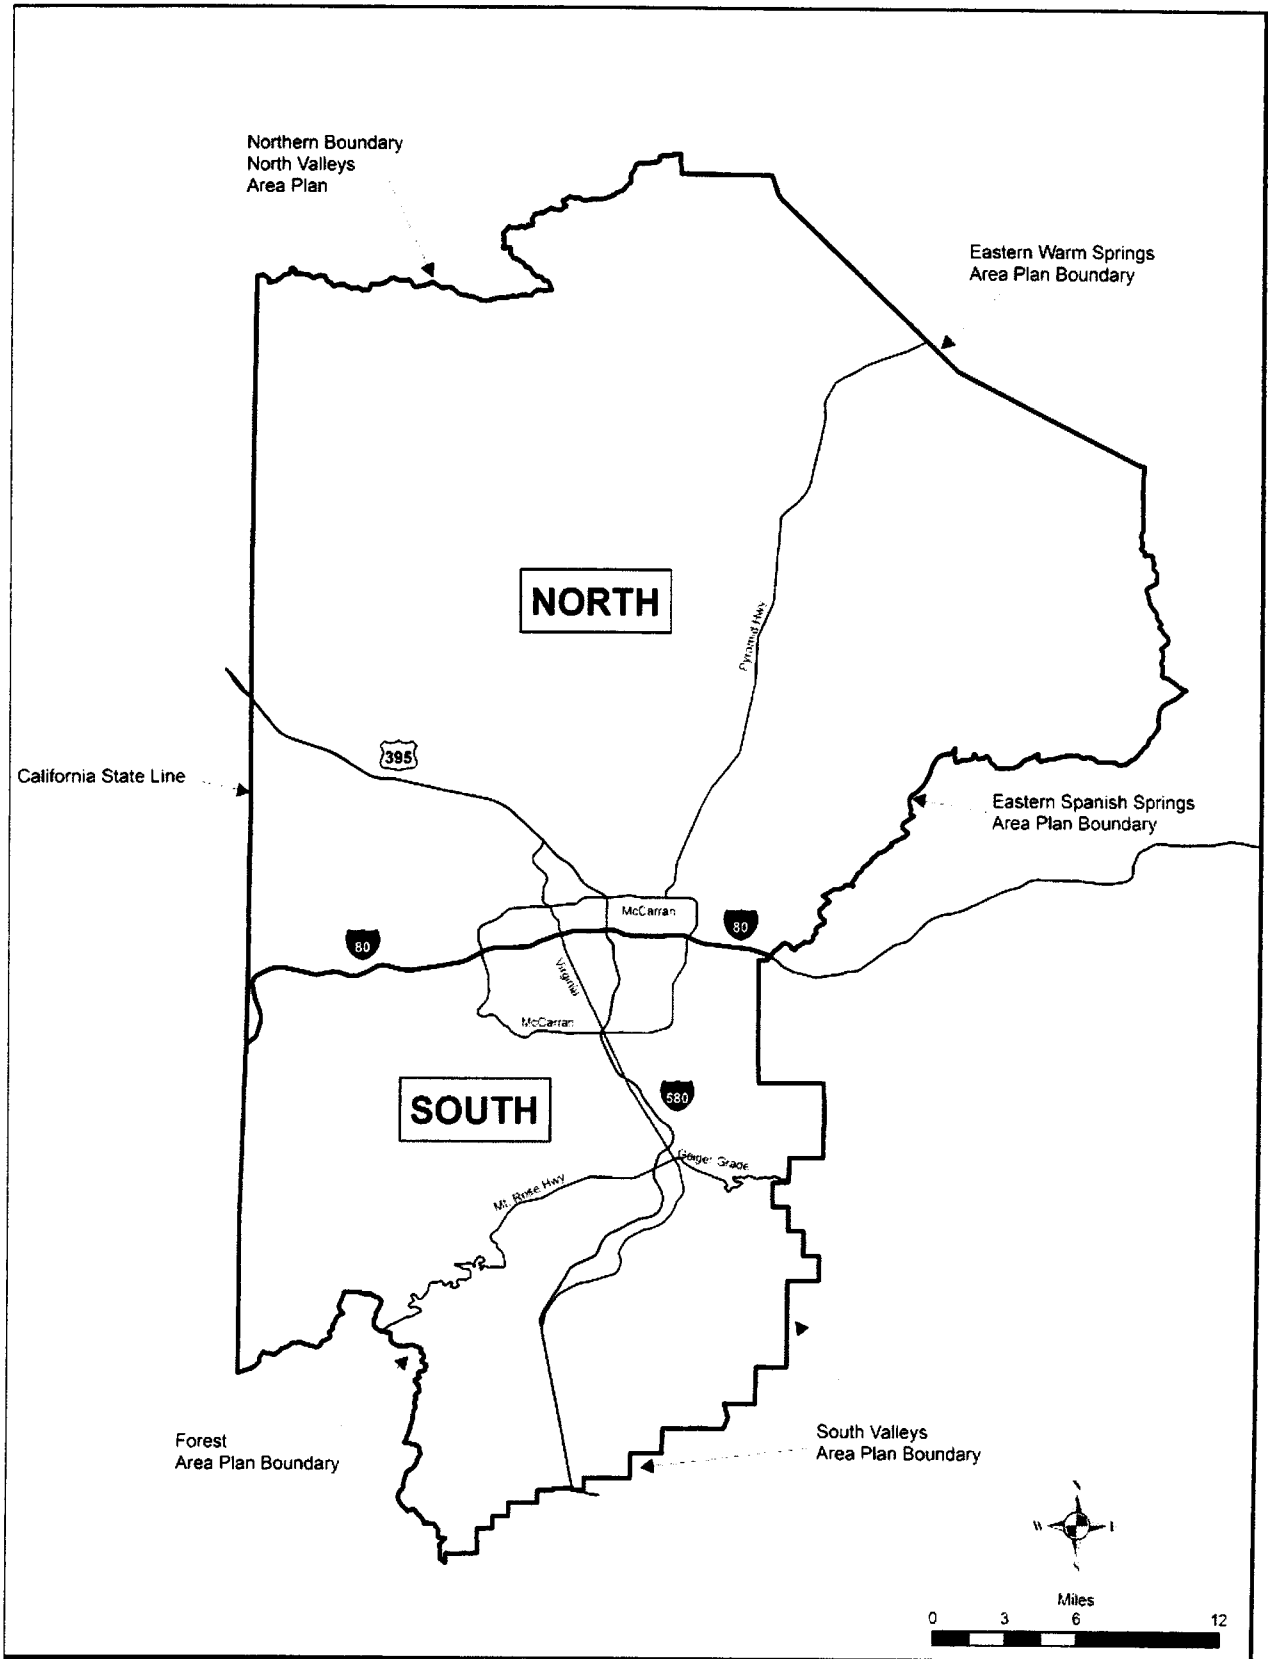 Northern Boundary
North Valleys
Area Plan
Eastern Warm Springs
Area Plan Boundary
NORTH
Pyramid Hwy
395
California State Line
Eastern Spanish Springs
Area Plan Boundary
McCarran
80
80
Virginia
McCarran
580
SOUTH
Geiger Grade
Mt. Rose Hwy
Forest
Area Plan Boundary
South Valleys
Area Plan Boundary
W
E
Miles
0 3 6 12